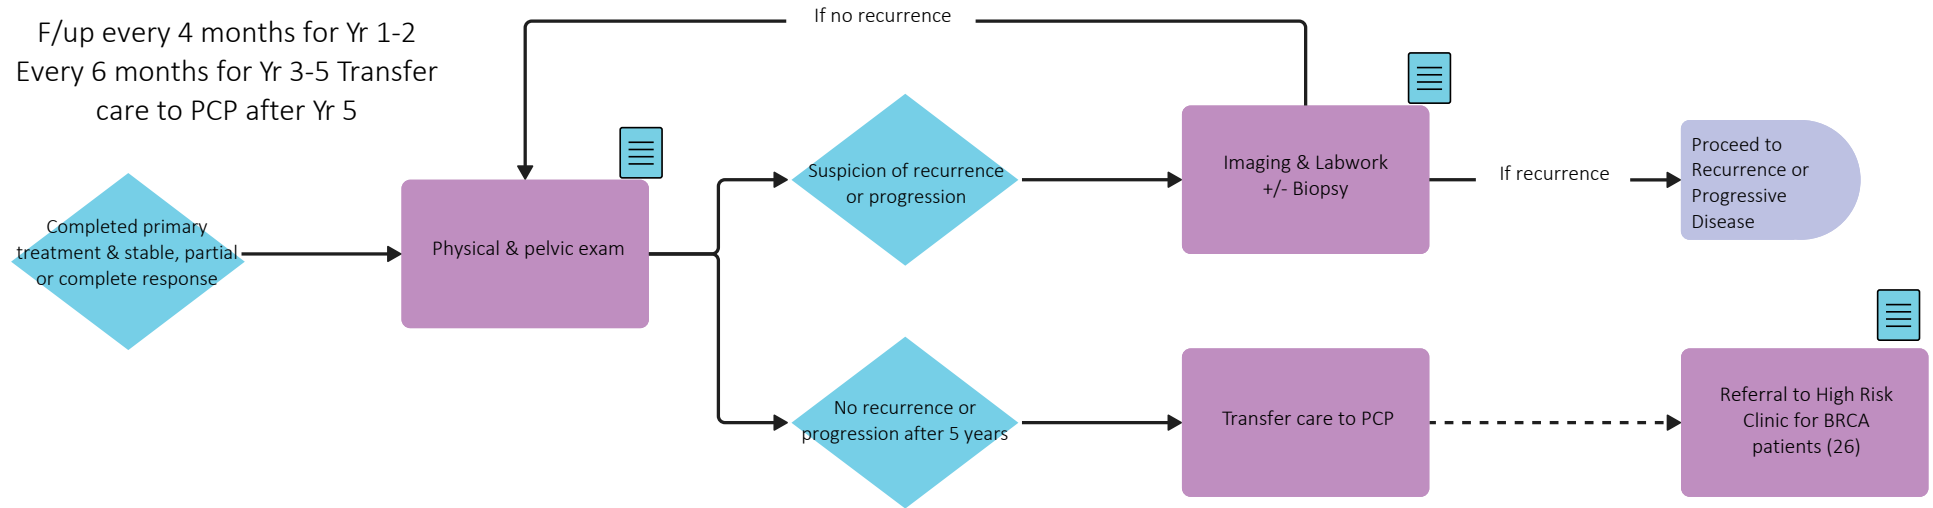 F/up every 4 months for Yr 1-2
Every 6 months for Yr 3-5 Transfer
care to PCP after Yr 5
If no recurrence
Completed primary
treatment & stable, partial
or complete response
Physical & pelvic exam
Suspicion of recurrence
or progression
Imaging & Labwork
+/- Biopsy
If recurrence
Proceed to
Recurrence or
Progressive
Disease
No recurrence or
progression after 5 years
Transfer care to PCP
Referral to High Risk
Clinic for BRCA
patients (26)